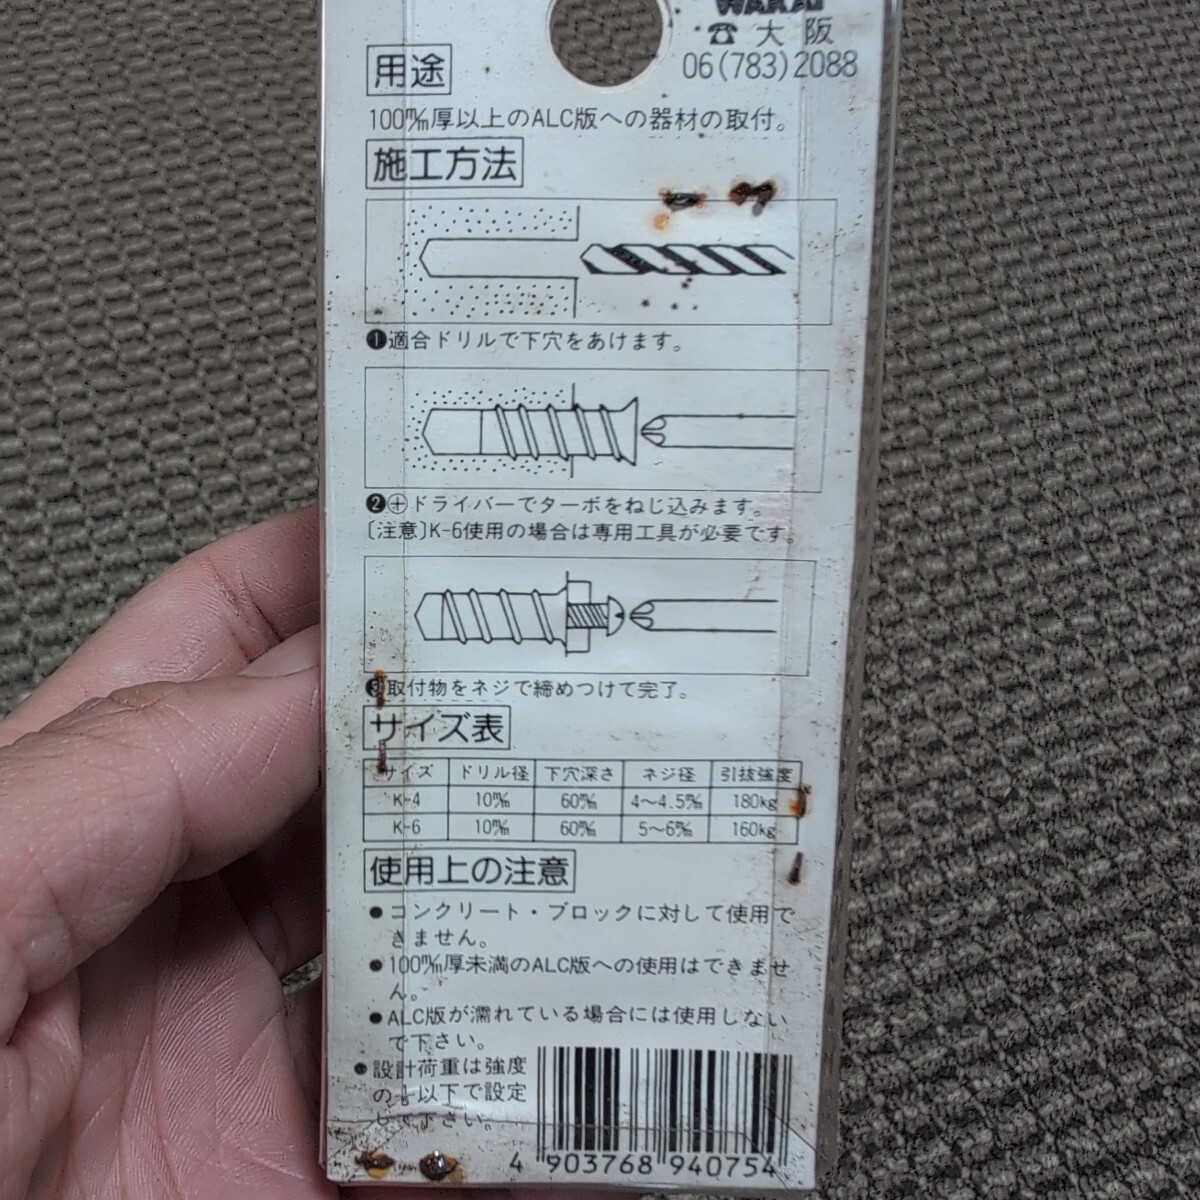 WAKAI
☎ 大阪
06(783)2088
用途
100㎜厚以上のALC版への器材の取付。
施工方法
❶適合ドリルで下穴をあけます。
❷⊕ドライバーでターボをねじ込みます。
〔注意〕K-6使用の場合は専用工具が必要です。
❸取付物をネジで締めつけて完了。
サイズ表
サイズ ドリル径 下穴深さ ネジ径 引抜強度
K-4 10㎜ 60㎜ 4〜4.5㎜ 180kg
K-6 10㎜ 60㎜ 5〜6㎜ 160kg
使用上の注意
●コンクリート・ブロックに対して使用で
きません。
●100㎜厚未満のALC版への使用はできませ
ん。
●ALC版が濡れている場合には使用しない
で下さい。
●設計荷重は強度
の 以下で設定
して下さい。
4 903768 940754